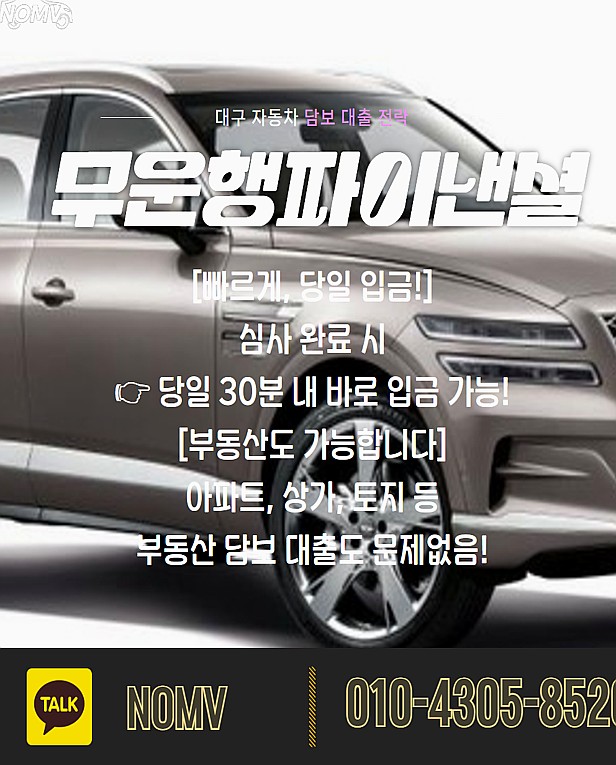 NOMV
대구 자동차 담보 대출 전략
무운행파이낸셜
[빠르게, 당일 입금!]
심사 완료 시
👉 당일 30분 내 바로 입금 가능!
[부동산도 가능합니다]
아파트, 상가, 토지 등
부동산 담보 대출도 문제없음!
TALK
NOMV
010-4305-8520